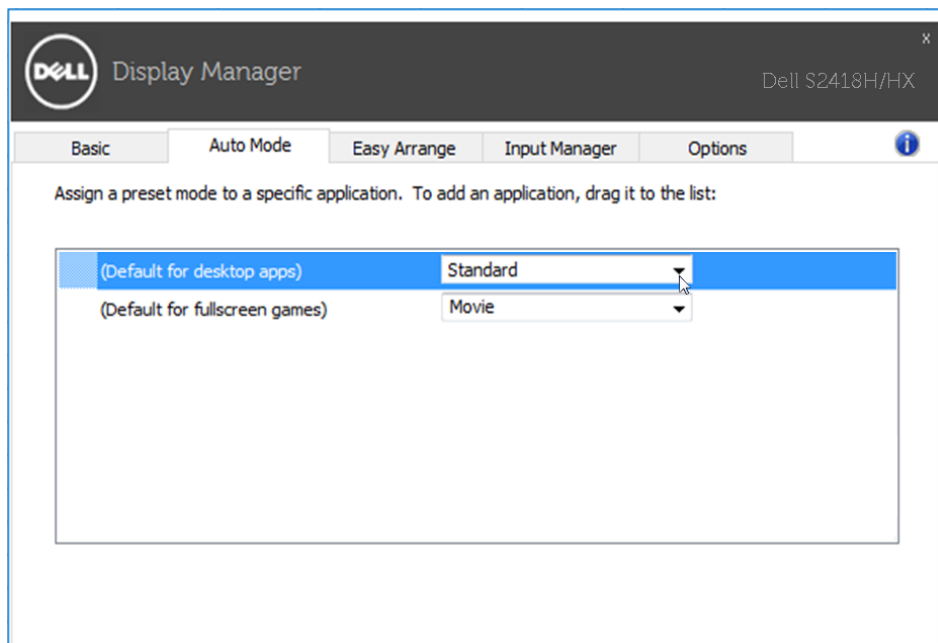 x
DELL Display Manager
Dell S2418H/HX
Basic Auto Mode Easy Arrange Input Manager Options i
Assign a preset mode to a specific application. To add an application, drag it to the list:
(Default for desktop apps) Standard
(Default for fullscreen games) Movie